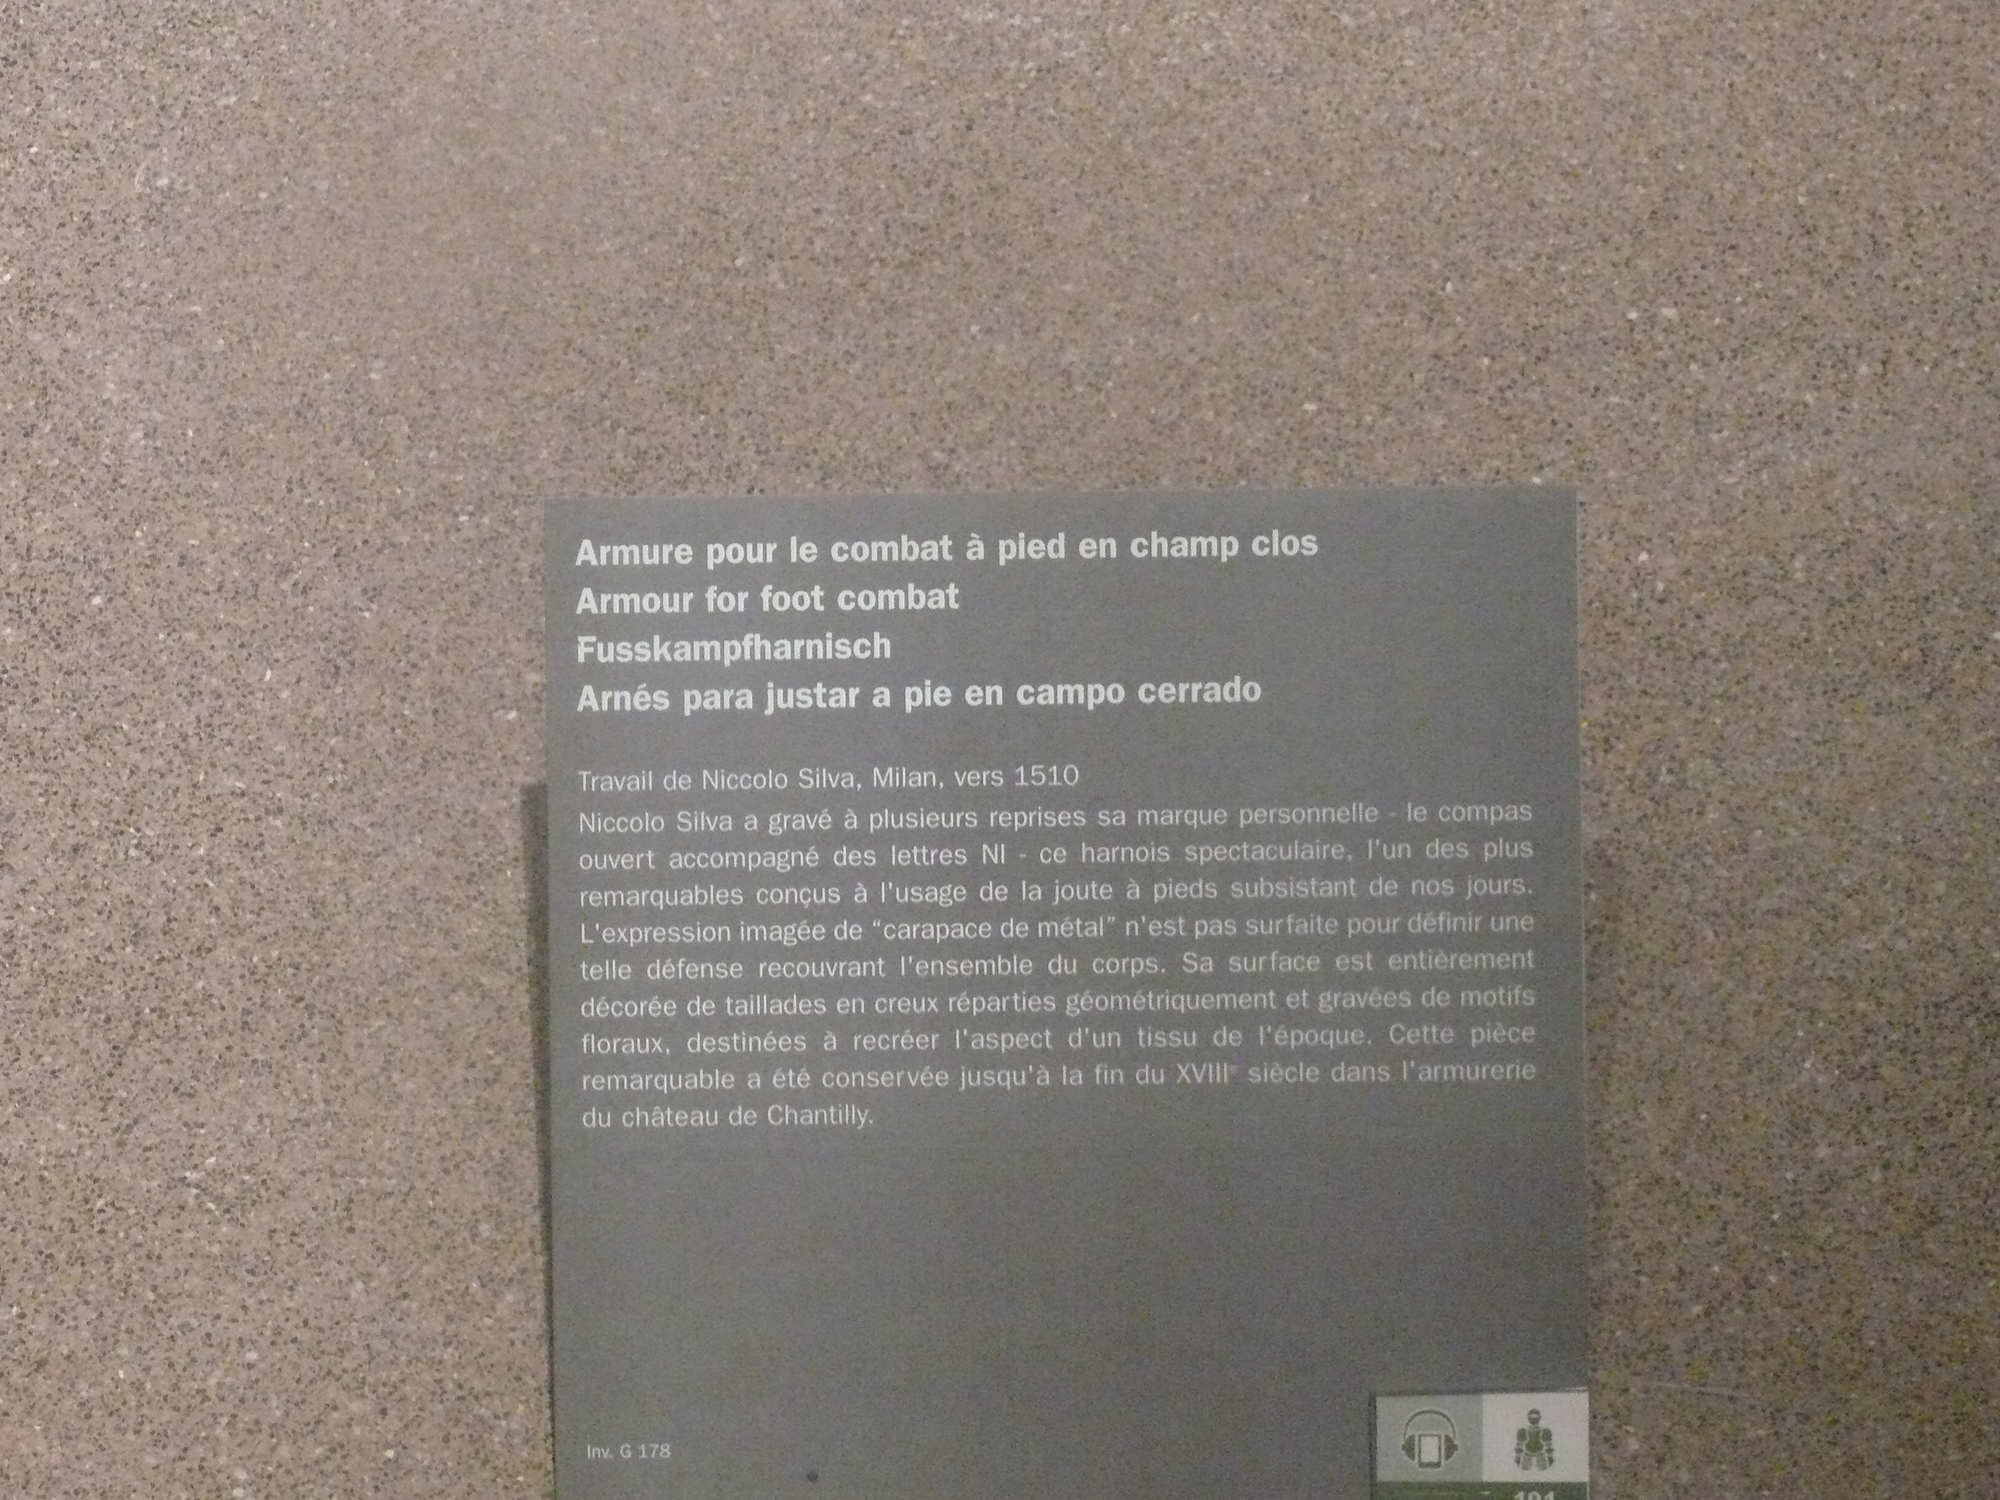 Armure pour le combat à pied en champ clos
Armour for foot combat
Fusskampfharnisch
Arnés para justar a pie en campo cerrado
Travail de Niccolo Silva, Milan, vers 1510
Niccolo Silva a gravé à plusieurs reprises sa marque personnelle - le compas
ouvert accompagné des lettres NI - ce harnois spectaculaire, l'un des plus
remarquables conçus à l'usage de la joute à pieds subsistant de nos jours.
L'expression imagée de “carapace de métal” n'est pas surfaite pour définir une
telle défense recouvrant l'ensemble du corps. Sa surface est entièrement
décorée de taillades en creux réparties géométriquement et gravées de motifs
floraux, destinées à recréer l'aspect d'un tissu de l'époque. Cette pièce
remarquable a été conservée jusqu'à la fin du XVIIIe siècle dans l'armurerie
du château de Chantilly.
Inv. G 178